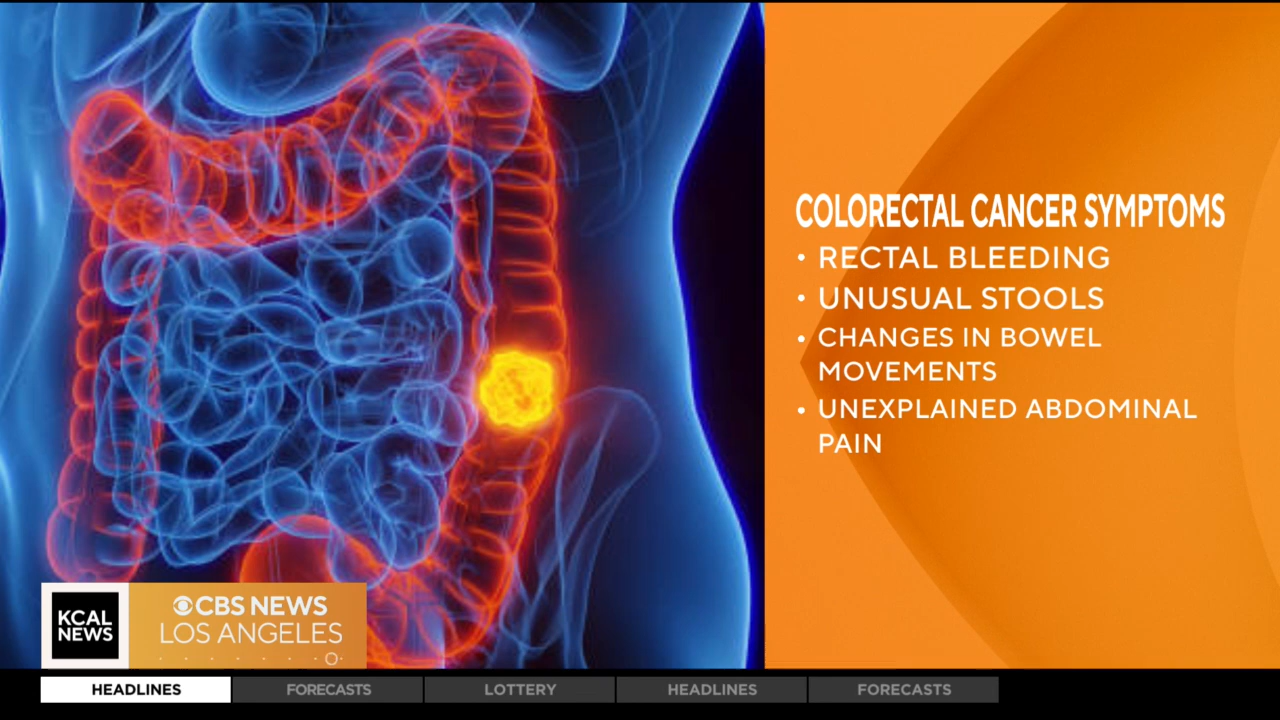 COLORECTAL CANCER SYMPTOMS
• RECTAL BLEEDING
• UNUSUAL STOOLS
• CHANGES IN BOWEL
MOVEMENTS
• UNEXPLAINED ABDOMINAL
PAIN
KCAL
NEWS
CBS NEWS
LOS ANGELES
HEADLINES
FORECASTS
LOTTERY
HEADLINES
FORECASTS